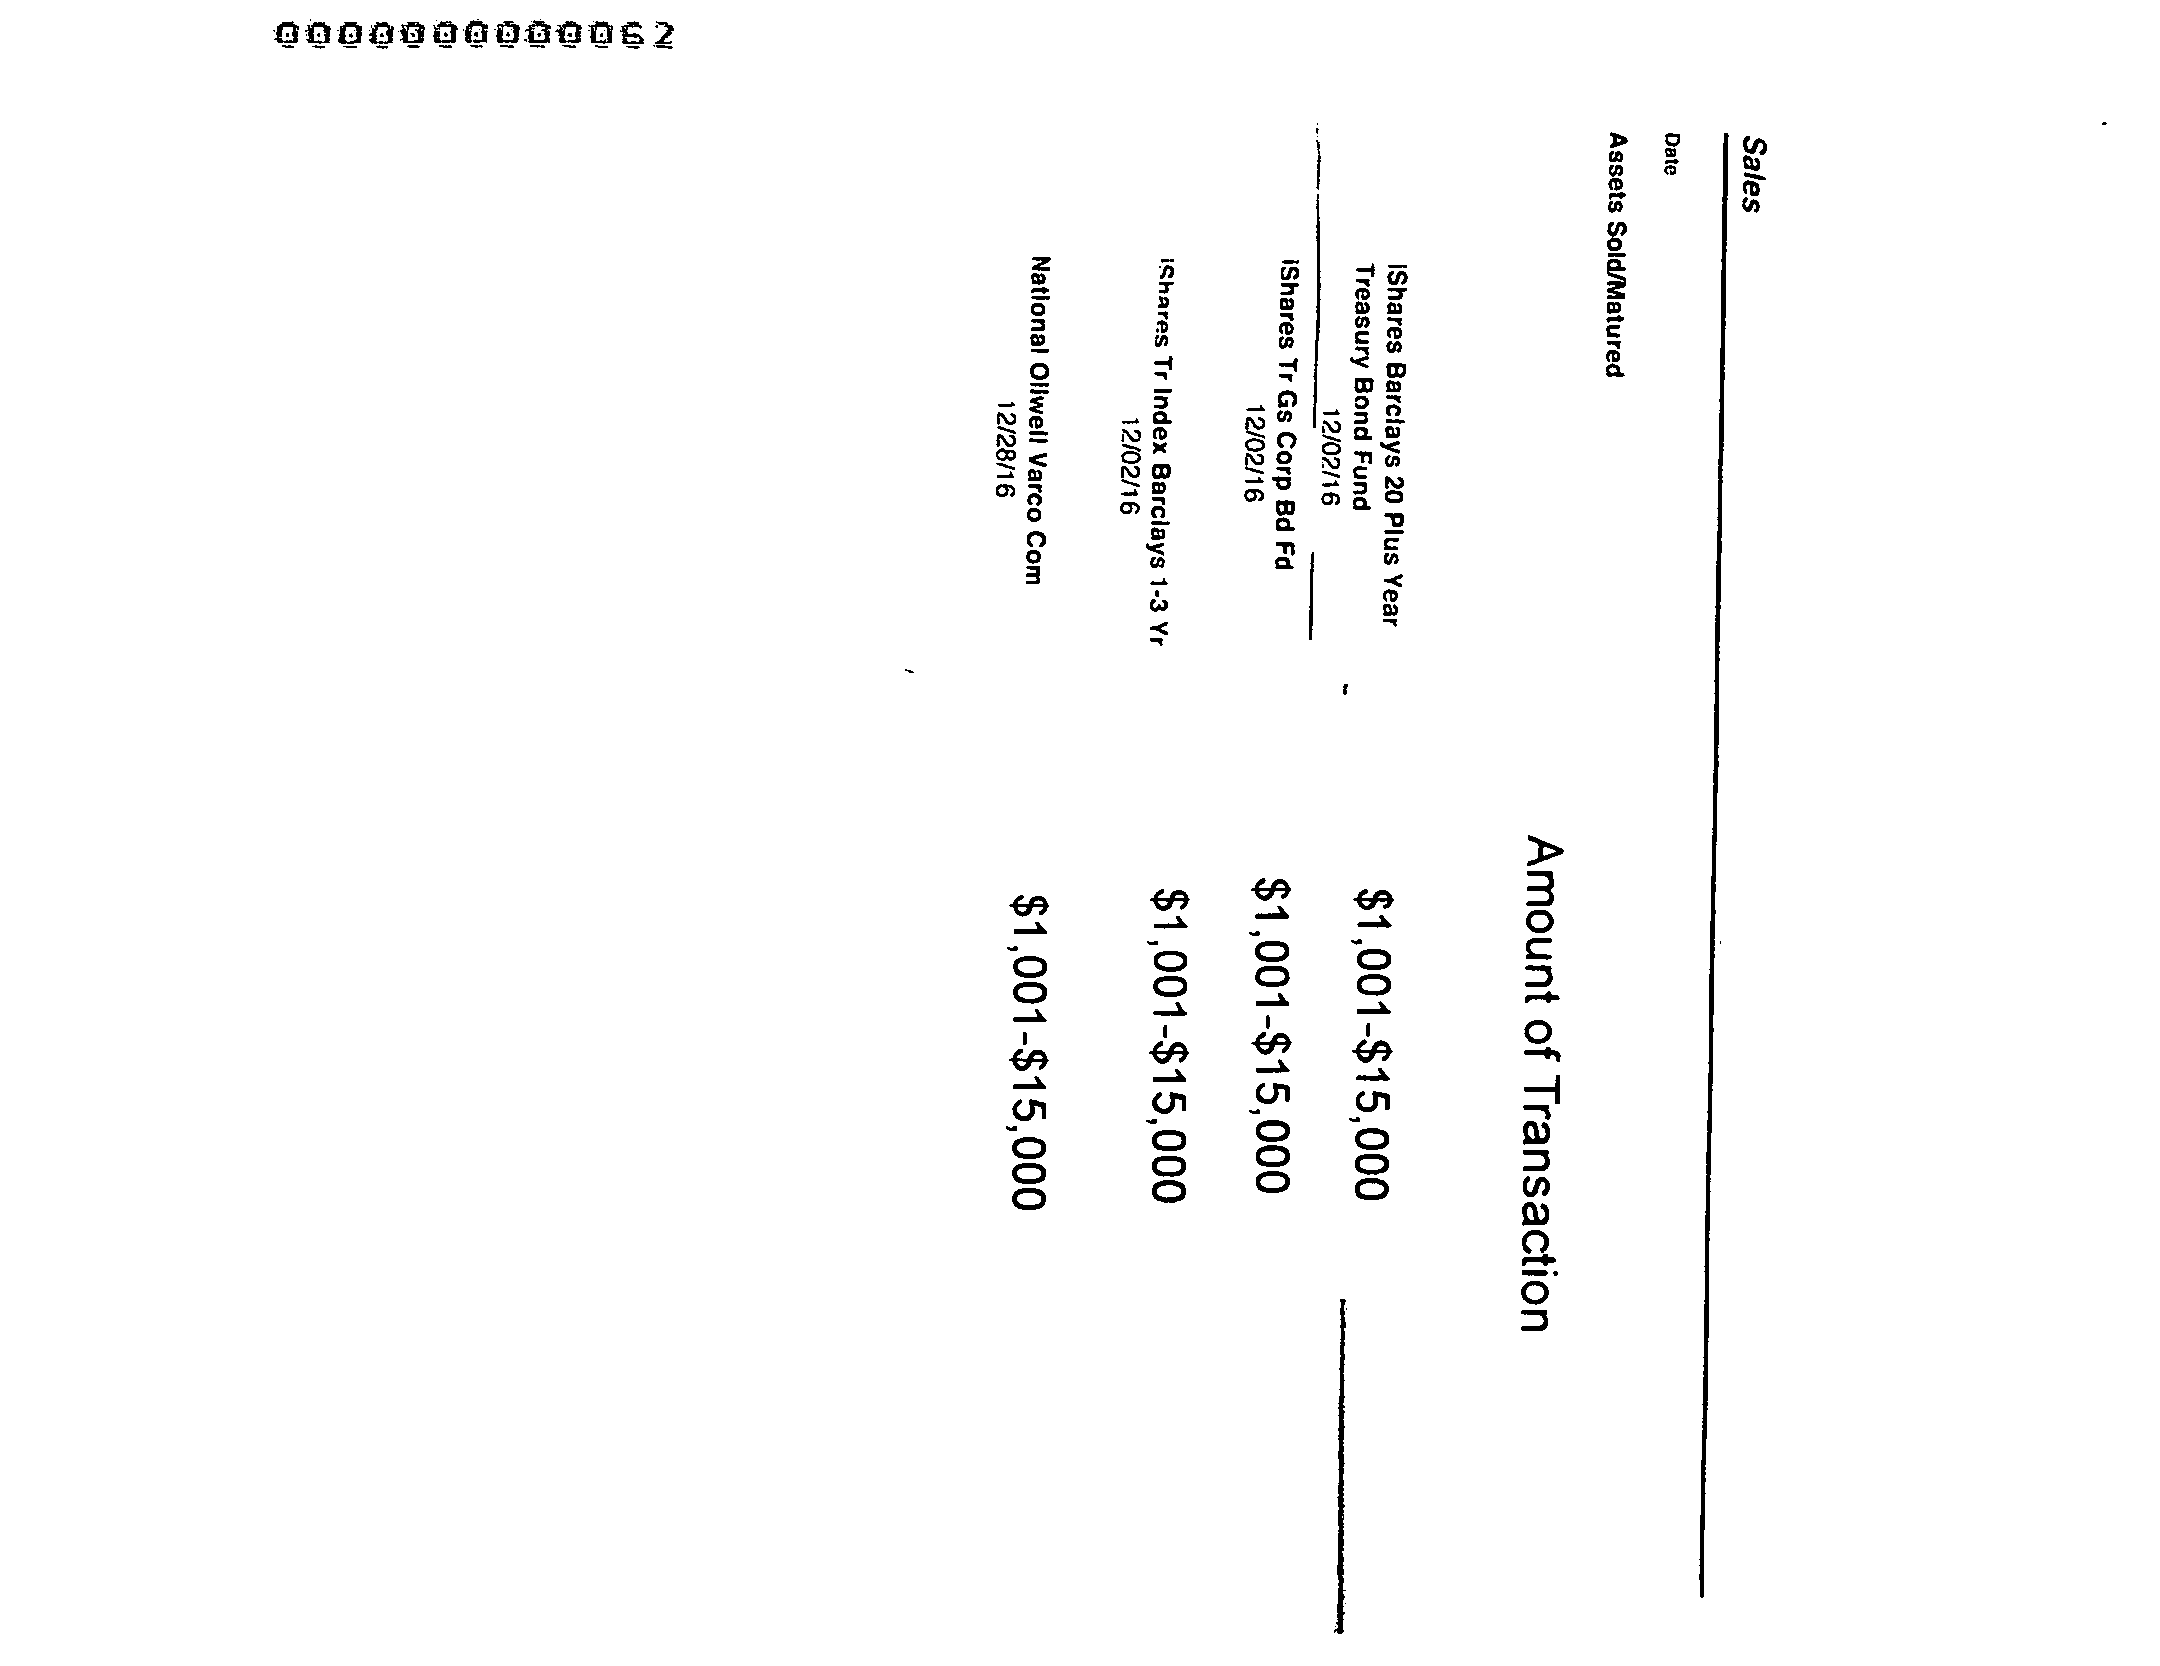 Sales
Date
Assets Sold/Matured
Amount of Transaction
iShares Barclays 20 Plus Year
Treasury Bond Fund
12/02/16
$1,001-$15,000
iShares Tr Gs Corp Bd Fd
12/02/16
$1,001-$15,000
iShares Tr Index Barclays 1-3 Yr
12/02/16
$1,001-$15,000
National Oilwell Varco Com
12/28/16
$1,001-$15,000